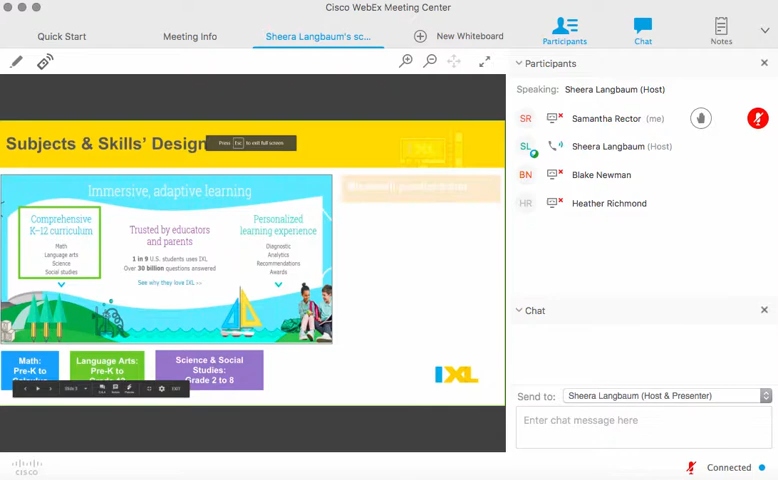 Cisco WebEx Meeting Center
Quick Start
Meeting Info
Sheera Langbaum's sc...
New Whiteboard
Participants
Chat
Notes
Subjects & Skills' Design
Press Esc to exit full screen
Immersive, adaptive learning
Comprehensive
K–12 curriculum
Math
Language arts
Science
Social studies
Trusted by educators
and parents
1 in 9 U.S. students uses IXL
Over 30 billion questions answered
See why they love IXL >>
Personalized
learning experience
Diagnostic
Analytics
Recommendations
Awards
Math:
Pre-K to
Language Arts:
Pre-K to
Science & Social
Studies:
Grade 2 to 8
Slide 5
EXIT
IXL
Participants
Speaking: Sheera Langbaum (Host)
SR Samantha Rector (me)
SL Sheera Langbaum (Host)
BN Blake Newman
HR Heather Richmond
Chat
Send to: Sheera Langbaum (Host & Presenter)
Enter chat message here
CISCO
Connected